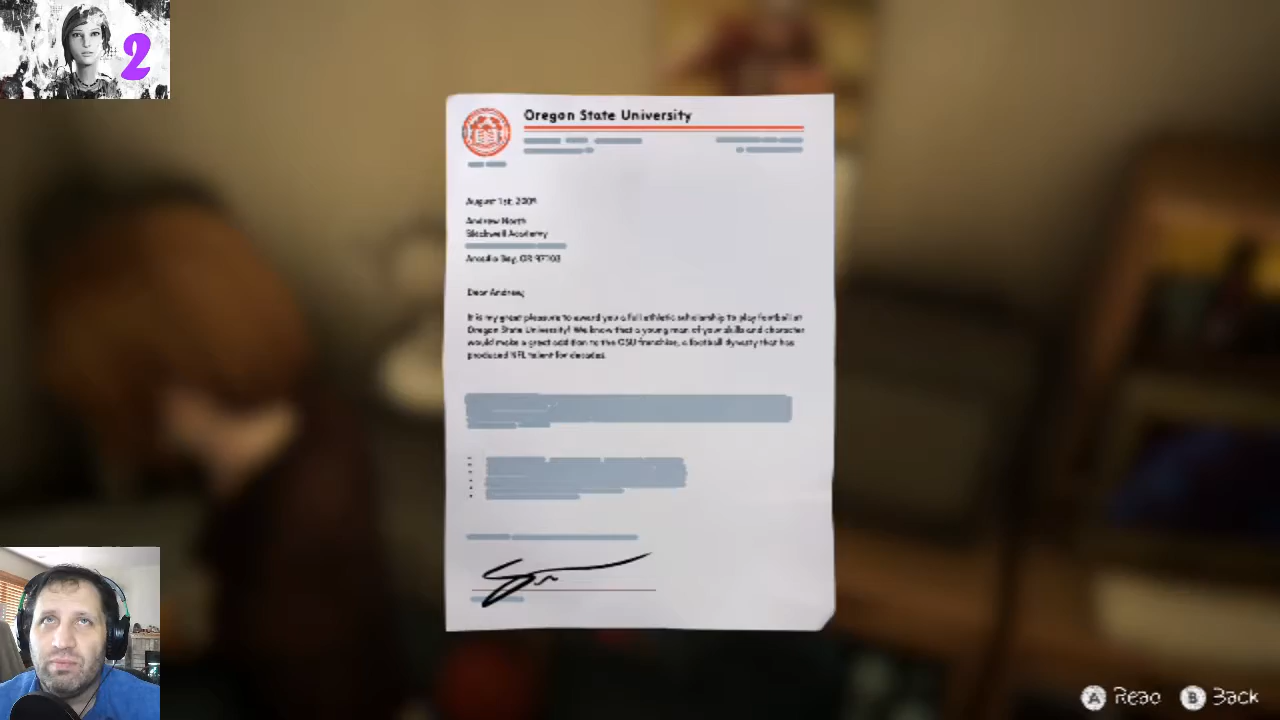 2
Oregon State University
August 1st, 2009
Andrew North
Blackwell Academy
Arcadia Bay, OR 97103
Dear Andrew,
It is my great pleasure to award you a full athletic scholarship to play football at
Oregon State University! We know that a young man of your skills and character
would make a great addition to the OSU franchise, a football dynasty that has
produced NFL talent for decades.
A Read B Back